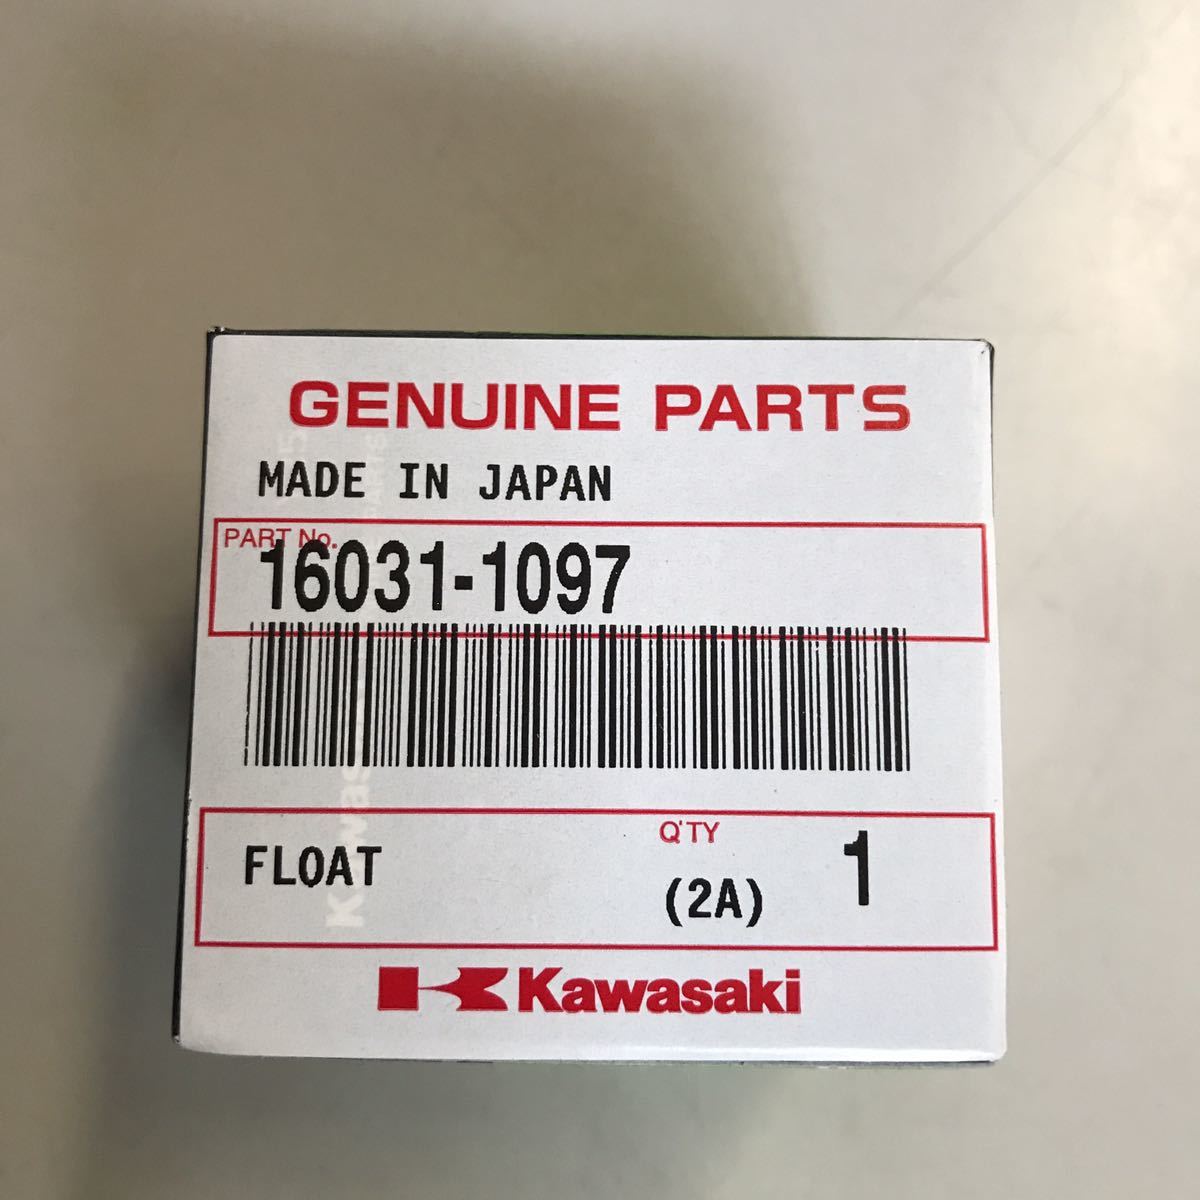 GENUINE PARTS
MADE IN JAPAN
PART No.
16031-1097
Q'TY
FLOAT (2A) 1
Kawasaki